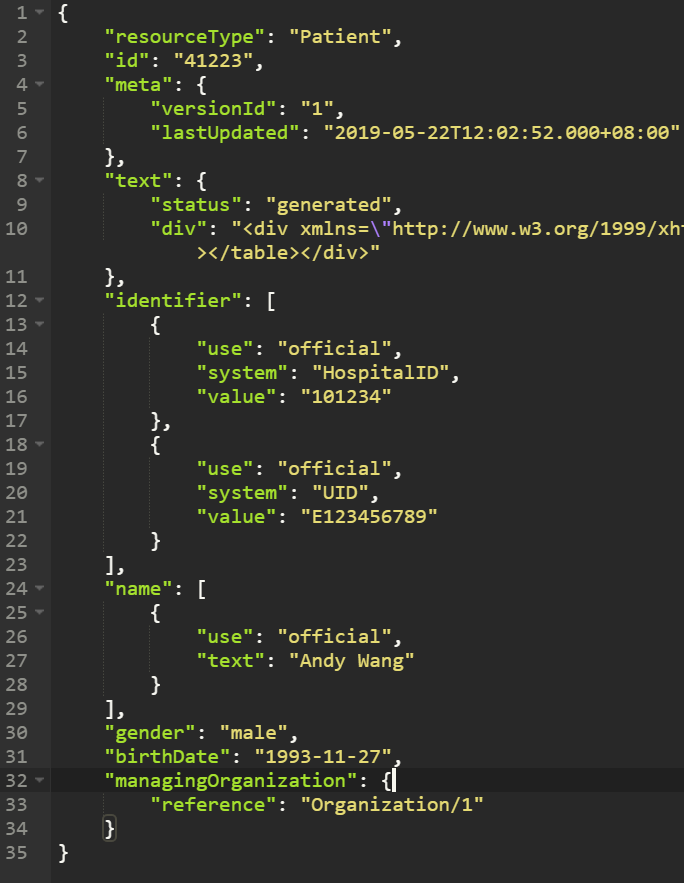 1 {
2 "resourceType": "Patient",
3 "id": "41223",
4 "meta": {
5 "versionId": "1",
6 "lastUpdated": "2019-05-22T12:02:52.000+08:00"
7 },
8 "text": {
9 "status": "generated",
10 "div": "<div xmlns=\"http://www.w3.org/1999/xh
></table></div>"
11 },
12 "identifier": [
13 {
14 "use": "official",
15 "system": "HospitalID",
16 "value": "101234"
17 },
18 {
19 "use": "official",
20 "system": "UID",
21 "value": "E123456789"
22 }
23 ],
24 "name": [
25 {
26 "use": "official",
27 "text": "Andy Wang"
28 }
29 ],
30 "gender": "male",
31 "birthDate": "1993-11-27",
32 "managingOrganization": {
33 "reference": "Organization/1"
34 }
35 }